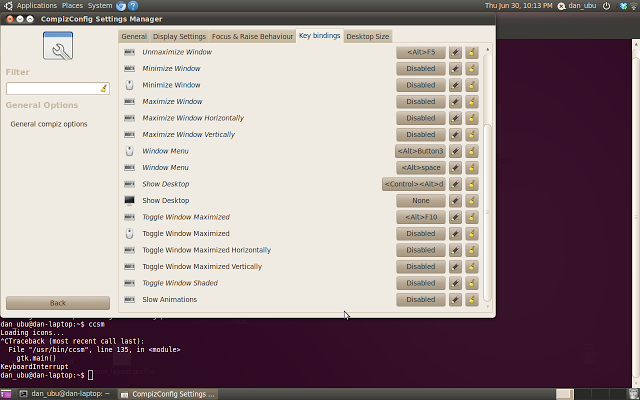 Applications Places System Thu Jun 30, 10:13 PM dan_ubu
CompizConfig Settings Manager
General Display Settings Focus & Raise Behaviour Key bindings Desktop Size
Filter
General Options
General compiz options
Back
Unmaximize Window <Alt>F5
Minimize Window Disabled
Minimize Window Disabled
Maximize Window Disabled
Maximize Window Horizontally Disabled
Maximize Window Vertically Disabled
Window Menu <Alt>Button3
Window Menu <Alt>space
Show Desktop <Control><Alt>d
Show Desktop None
Toggle Window Maximized <Alt>F10
Toggle Window Maximized Disabled
Toggle Window Maximized Horizontally Disabled
Toggle Window Maximized Vertically Disabled
Toggle Window Shaded Disabled
Slow Animations Disabled
dan_ubu@dan-laptop:~$ ccsm
Loading icons...
^CTraceback (most recent call last):
File "/usr/bin/ccsm", line 135, in <module>
gtk.main()
KeyboardInterrupt
dan_ubu@dan-laptop:~$
dan_ubu@dan-laptop: ~ CompizConfig Settings ...